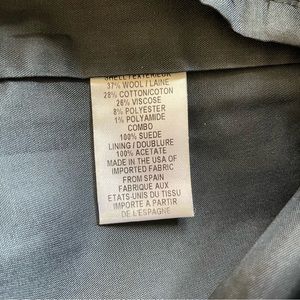 SHELL / EXTERIEUR
37% WOOL / LAINE
28% COTTON/COTON
26% VISCOSE
8% POLYESTER
1% POLYAMIDE
COMBO
100% SUEDE
LINING / DOUBLURE
100% ACETATE
MADE IN THE USA OF
IMPORTED FABRIC
FROM SPAIN
FABRIQUE AUX
ETATS-UNIS DU TISSU
IMPORTE A PARTIR
DE L'ESPAGNE